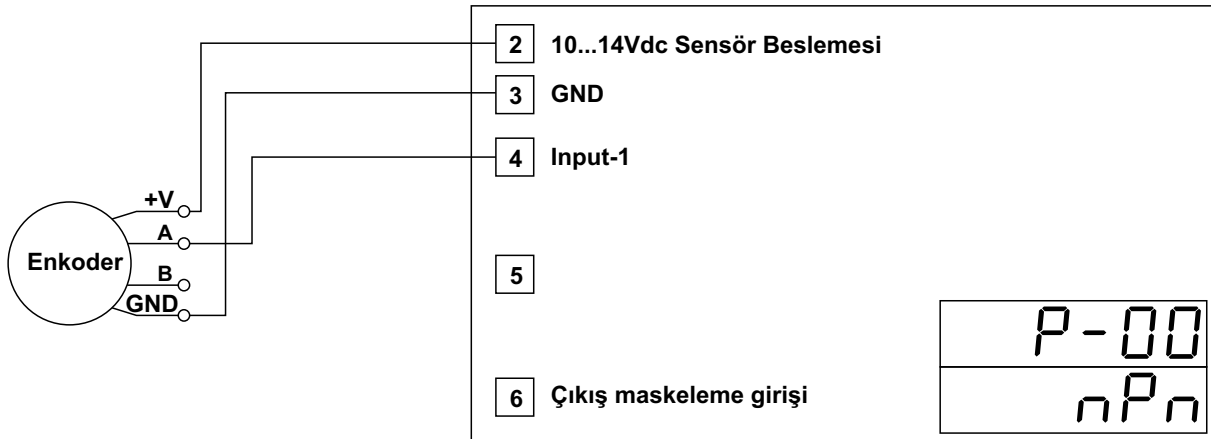 2 10...14Vdc Sensör Beslemesi
3 GND
4 Input-1
+V
A
Enkoder
B
GND
5
P-00
nPn
6 Çıkış maskeleme girişi